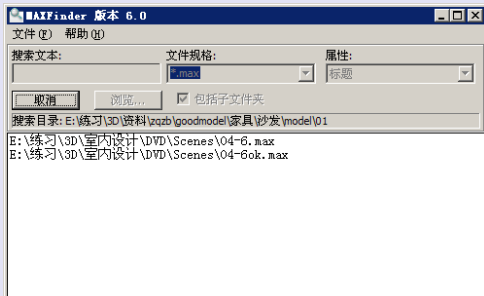 MAXFinder 版本 6.0
文件(F) 帮助(H)
搜索文本: 文件规格: 属性:
*.max 标题
取消 浏览... 包括子文件夹
搜索目录: E:\练习\3D\资料\zqzb\goodmodel\家具\沙发\model\01
E:\练习\3D\室内设计\DVD\Scenes\04-6.max
E:\练习\3D\室内设计\DVD\Scenes\04-6ok.max